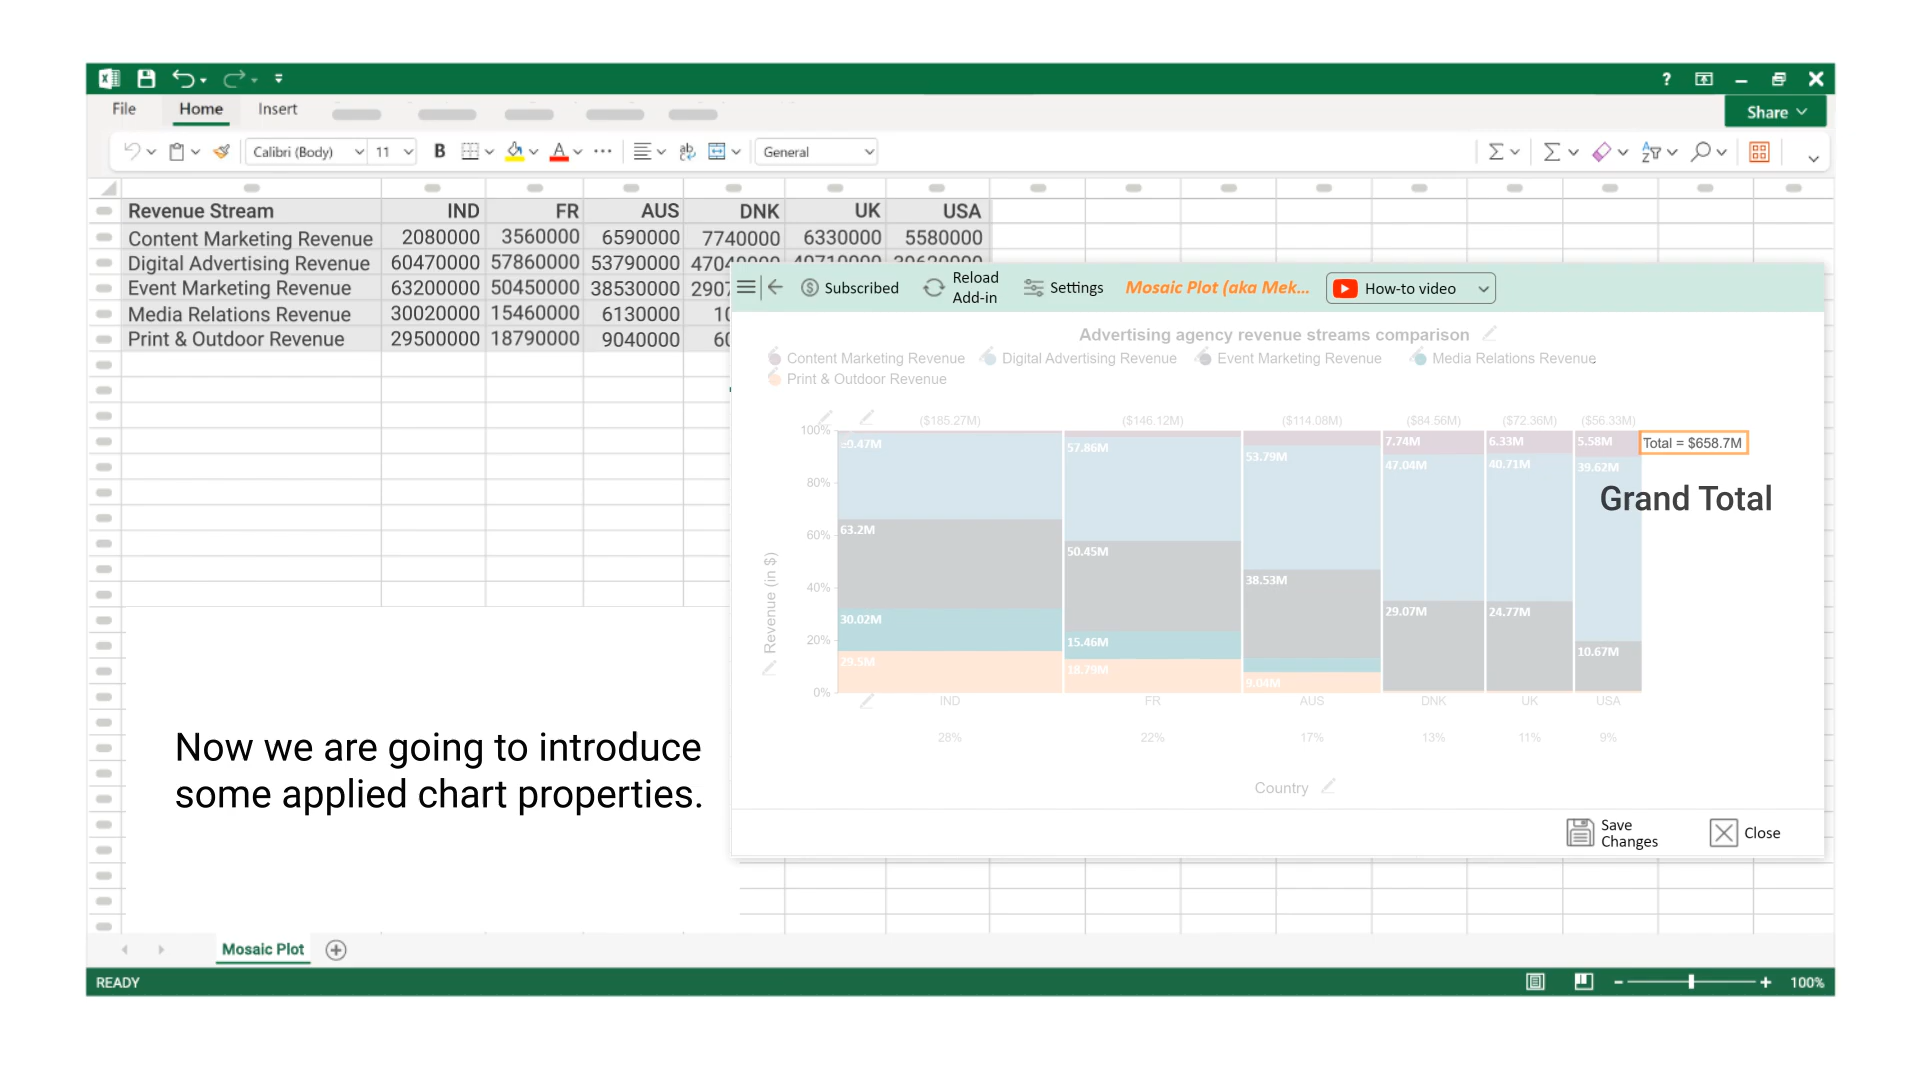 File Home Insert Share
Calibri (Body) 11 B General
Revenue Stream IND FR AUS DNK UK USA
Content Marketing Revenue 2080000 3560000 6590000 7740000 6330000 5580000
Digital Advertising Revenue 60470000 57860000 53790000
Event Marketing Revenue 63200000 50450000 38530000
Media Relations Revenue 30020000 15460000 6130000
Print & Outdoor Revenue 29500000 18790000 9040000
Subscribed Reload Add-in Settings Mosaic Plot (aka Mek... How-to video
Advertising agency revenue streams comparison
Content Marketing Revenue Digital Advertising Revenue Event Marketing Revenue Media Relations Revenue
Print & Outdoor Revenue
($185.27M) ($146.12M) ($114.08M) ($84.56M) ($72.36M) ($56.33M)
100%
80%
60%
40%
20%
0%
Revenue (in $)
60.47M 57.86M 53.79M 7.74M 6.33M 5.58M
47.04M 40.71M 39.62M
63.2M 50.45M 38.53M 29.07M 24.77M 10.67M
30.02M 15.46M
29.5M 18.79M 9.04M
Total = $658.7M
Grand Total
IND FR AUS DNK UK USA
28% 22% 17% 13% 11% 9%
Country
Save Changes Close
Now we are going to introduce
some applied chart properties.
Mosaic Plot
READY 100%